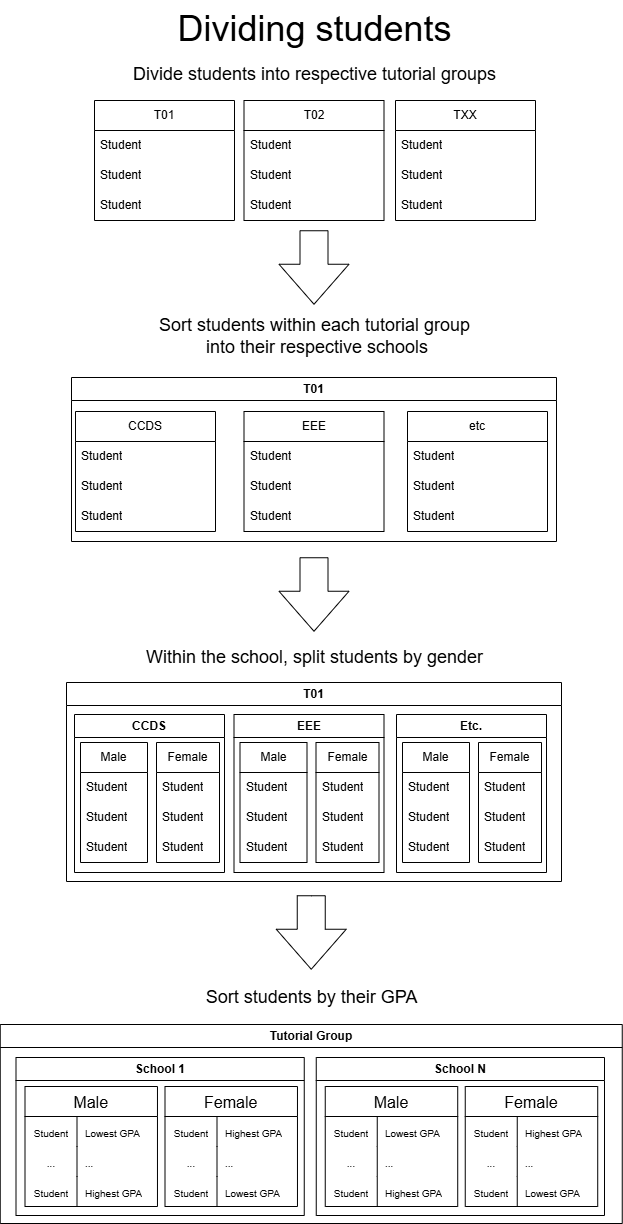 Dividing students
Divide students into respective tutorial groups
T01 T02 TXX
Student Student Student
Student Student Student
Student Student Student
Sort students within each tutorial group
into their respective schools
T01
CCDS EEE etc
Student Student Student
Student Student Student
Student Student Student
Within the school, split students by gender
T01
CCDS EEE Etc.
Male Female Male Female Male Female
Student Student Student Student Student Student
Student Student Student Student Student Student
Student Student Student Student Student Student
Sort students by their GPA
Tutorial Group
School 1 School N
Male Female Male Female
Student Lowest GPA Student Highest GPA Student Lowest GPA Student Highest GPA
... ... ... ... ... ... ... ...
Student Highest GPA Student Lowest GPA Student Highest GPA Student Lowest GPA